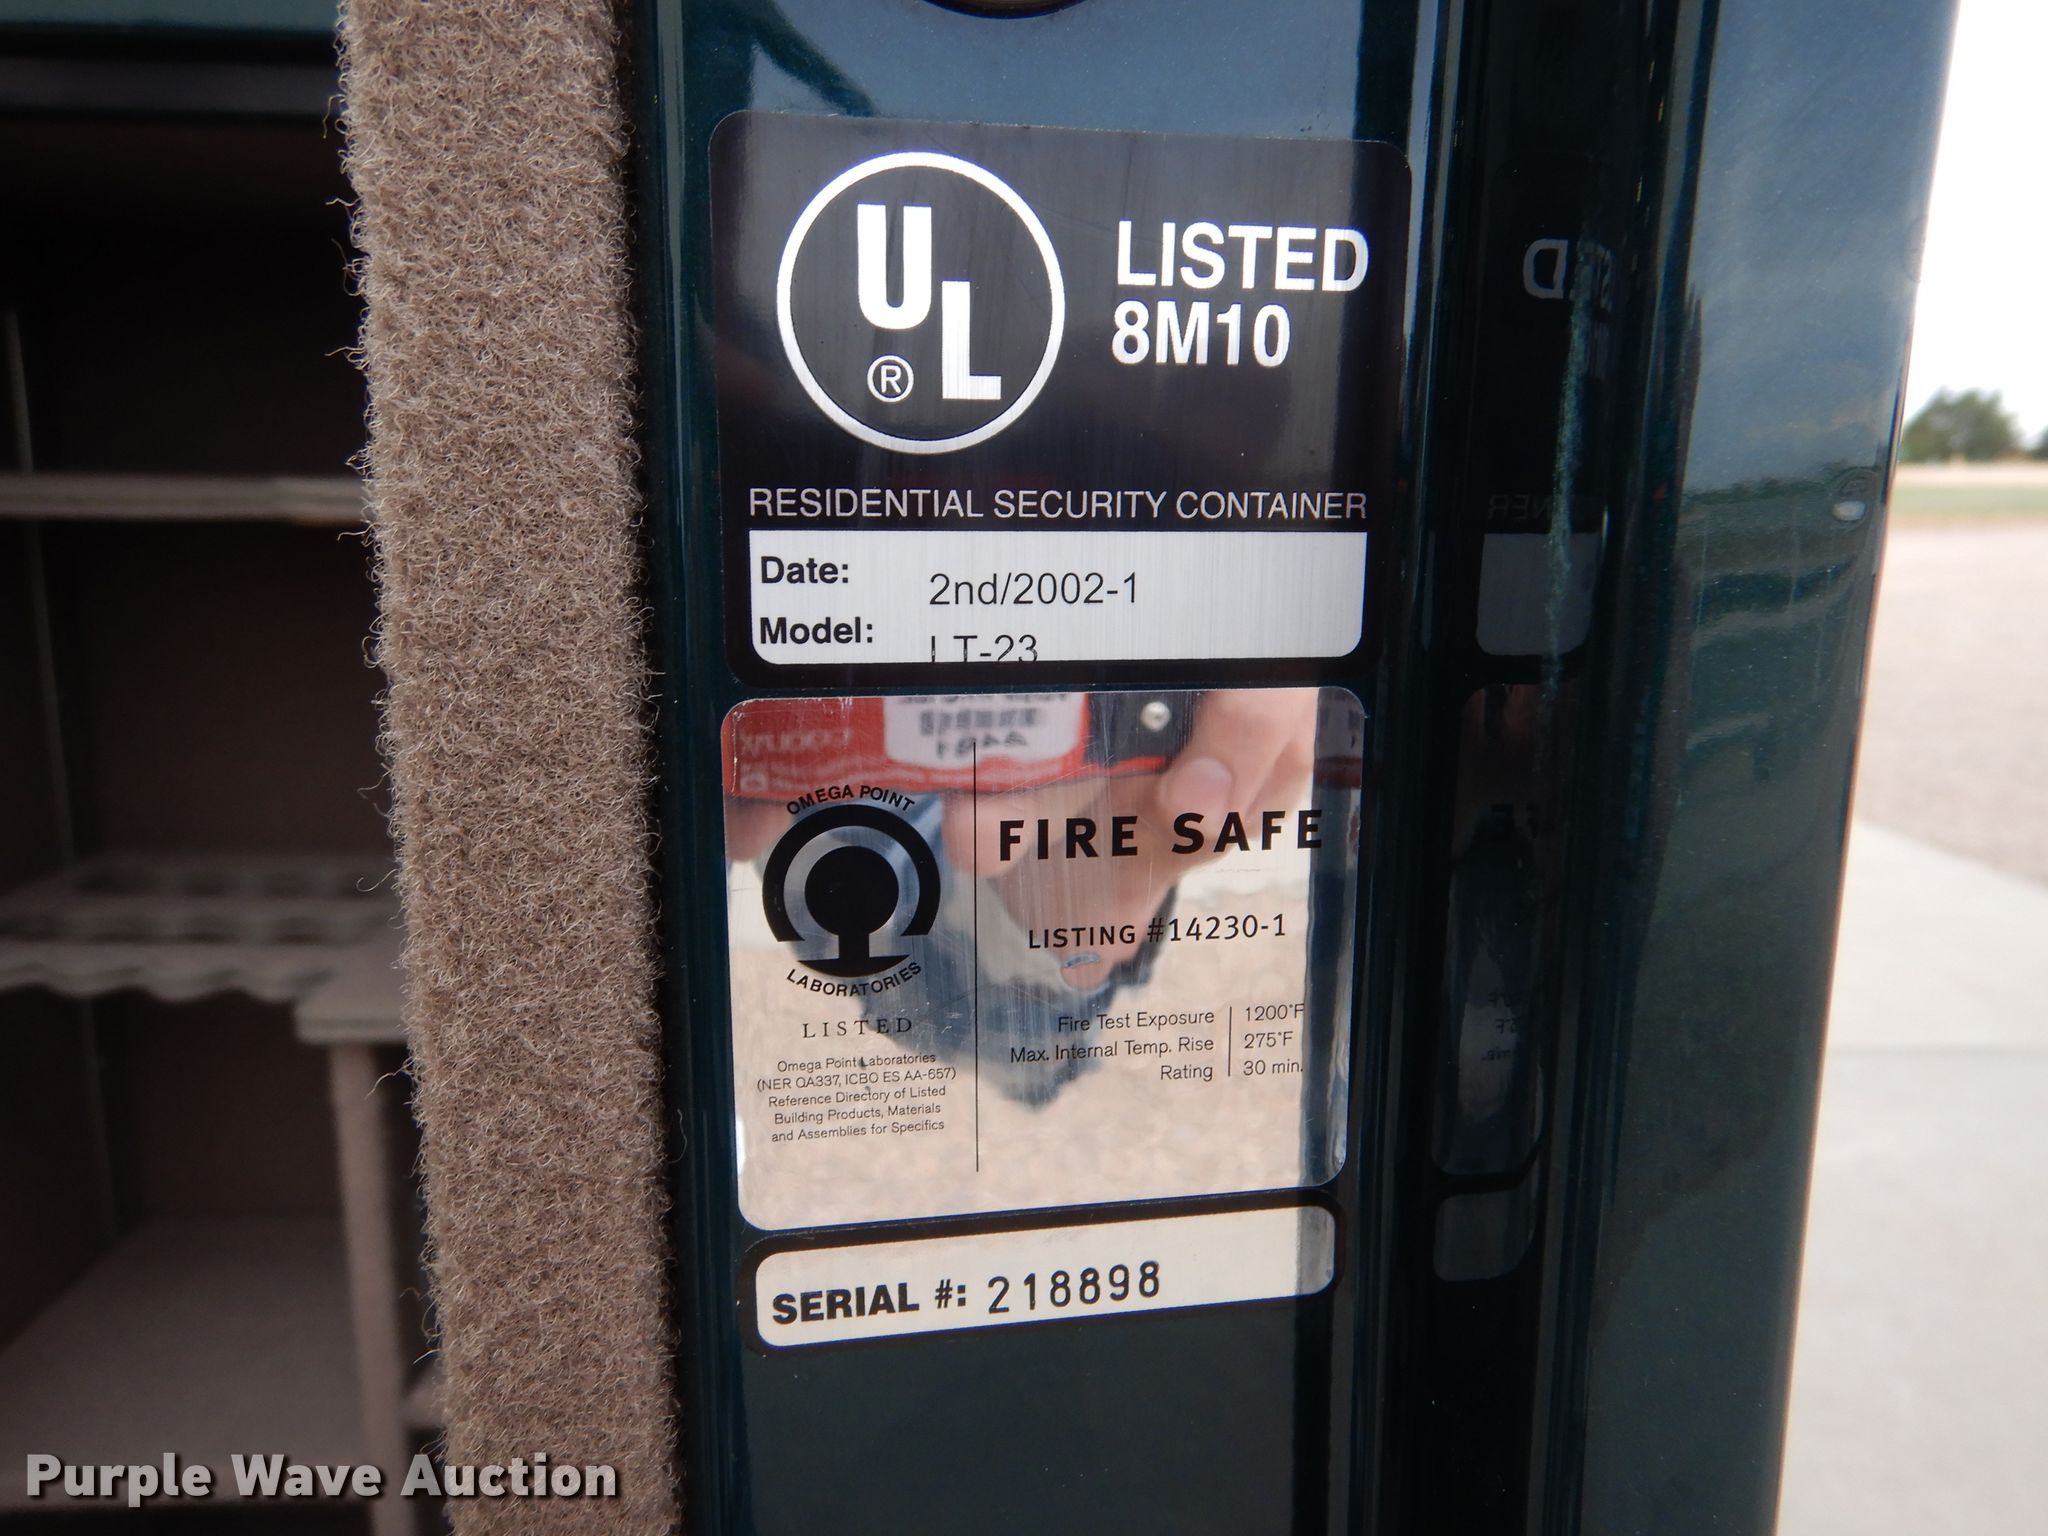 UL
®
LISTED
8M10
RESIDENTIAL SECURITY CONTAINER
Date: 2nd/2002-1
Model: LT-23
OMEGA POINT
LABORATORIES
LISTED
Omega Point Laboratories
(NER QA337, ICBO ES AA-657)
Reference Directory of Listed
Building Products, Materials
and Assemblies for Specifics
FIRE SAFE
LISTING #14230-1
Fire Test Exposure 1200°F
Max. Internal Temp. Rise 275°F
Rating 30 min.
SERIAL #: 218898
Purple Wave Auction